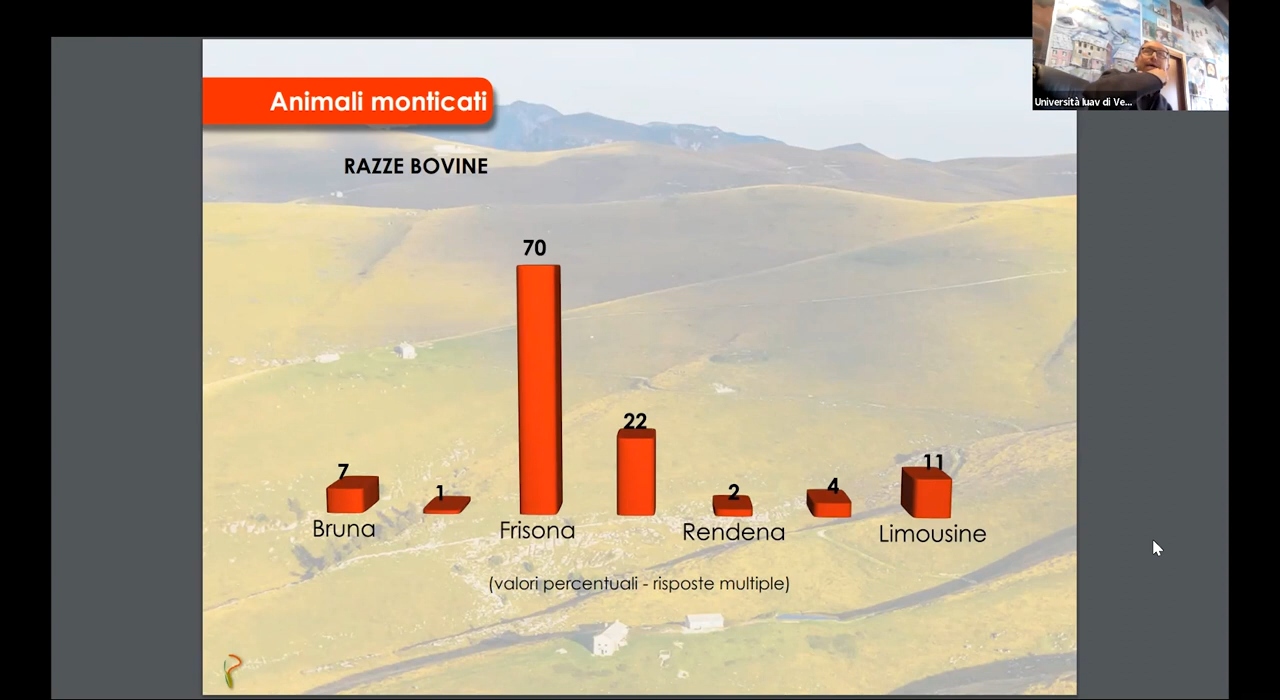 Università Iuav di Ve...
Animali monticati
RAZZE BOVINE
70
22
7
1
2
4
11
Bruna
Frisona
Rendena
Limousine
(valori percentuali - risposte multiple)